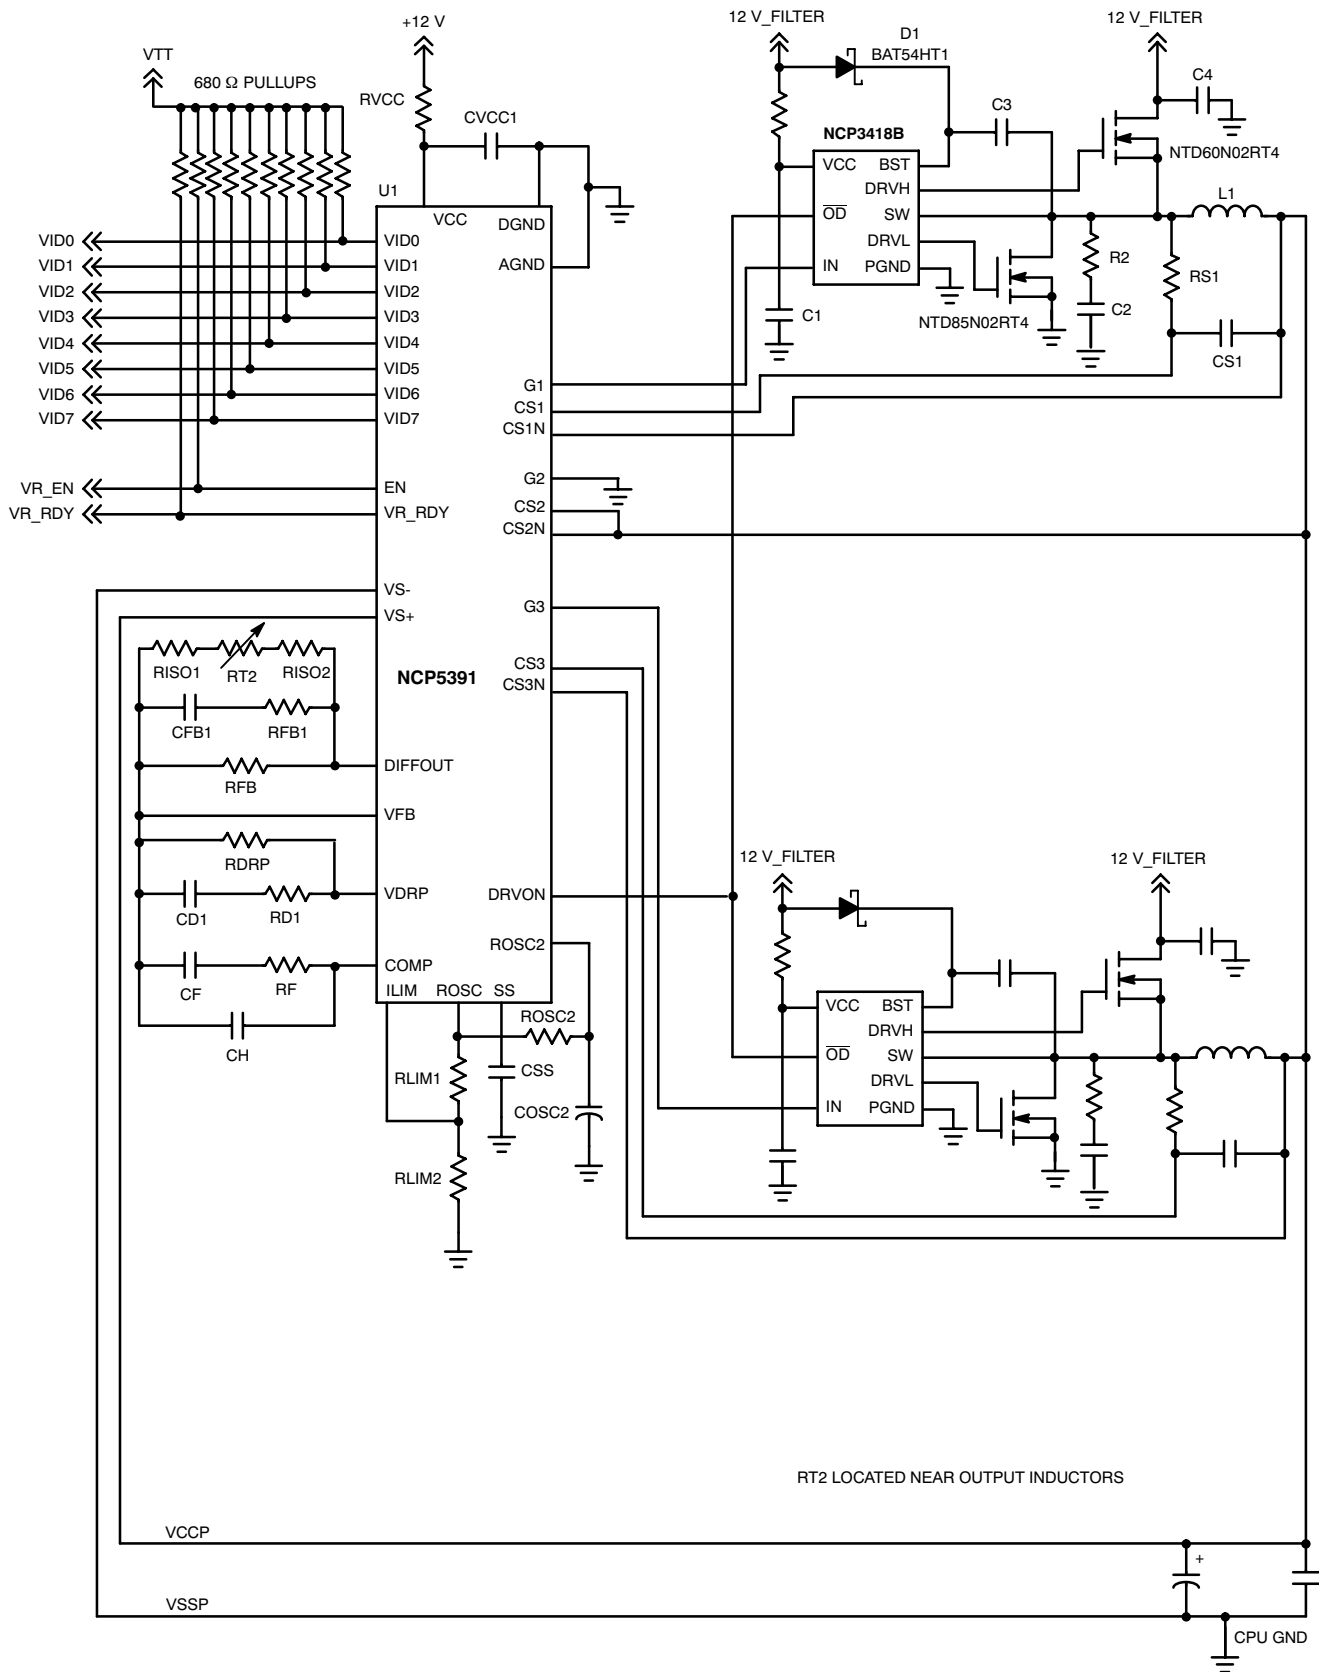 +12 V
12 V_FILTER
D1
BAT54HT1
12 V_FILTER
VTT
680 Ω PULLUPS
RVCC
CVCC1
C3
C4
NCP3418B
NTD60N02RT4
VCC
BST
DRVH
OD
SW
DRVL
IN
PGND
L1
R2
RS1
C1
NTD85N02RT4
C2
CS1
U1
VCC
DGND
AGND
VID0
VID0
VID1
VID1
VID2
VID2
VID3
VID3
VID4
VID4
VID5
VID5
VID6
VID6
VID7
VID7
G1
CS1
CS1N
G2
CS2
CS2N
VR_EN
EN
VR_RDY
VR_RDY
VS-
VS+
G3
CS3
CS3N
RISO1
RT2
RISO2
NCP5391
CFB1
RFB1
DIFFOUT
RFB
VFB
RDRP
VDRP
CD1
RD1
DRVON
ROSC2
COMP
CF
RF
CH
ILIM
ROSC
SS
ROSC2
RLIM1
CSS
COSC2
RLIM2
12 V_FILTER
12 V_FILTER
VCC
BST
DRVH
OD
SW
DRVL
IN
PGND
RT2 LOCATED NEAR OUTPUT INDUCTORS
VCCP
+
VSSP
CPU GND